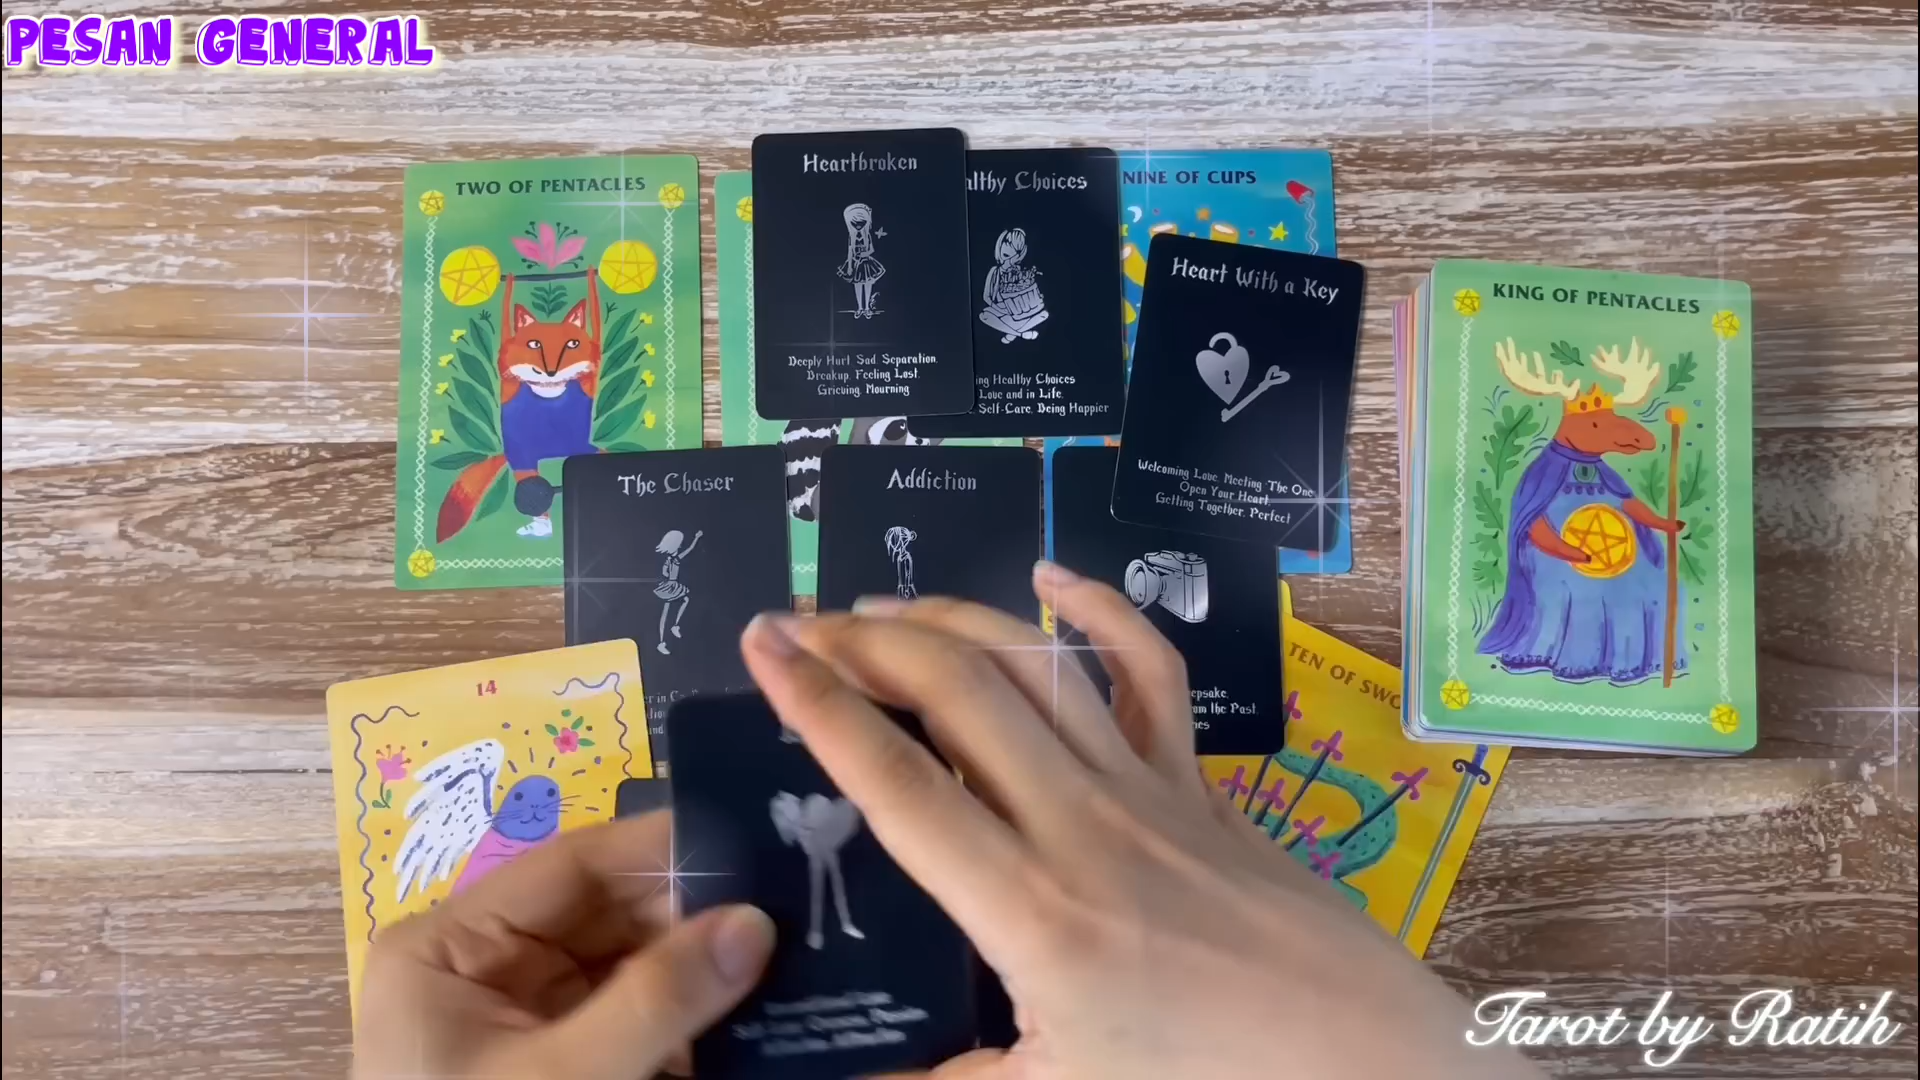 PESAN GENERAL
TWO OF PENTACLES
Heartbroken
Deeply Hurt. Sad. Separation.
Breakup. Feeling Lost.
Grieving. Mourning
althy Choices
ing Healthy Choices
Love and in Life.
Self-Care. Being Happier
NINE OF CUPS
Heart With a Key
Welcoming Love. Meeting The One
Open Your Heart.
Getting Together. Perfect
KING OF PENTACLES
The Chaser
Addiction
epsake.
om the Past.
ries
14
TEN OF SWO
Tarot by Ratih